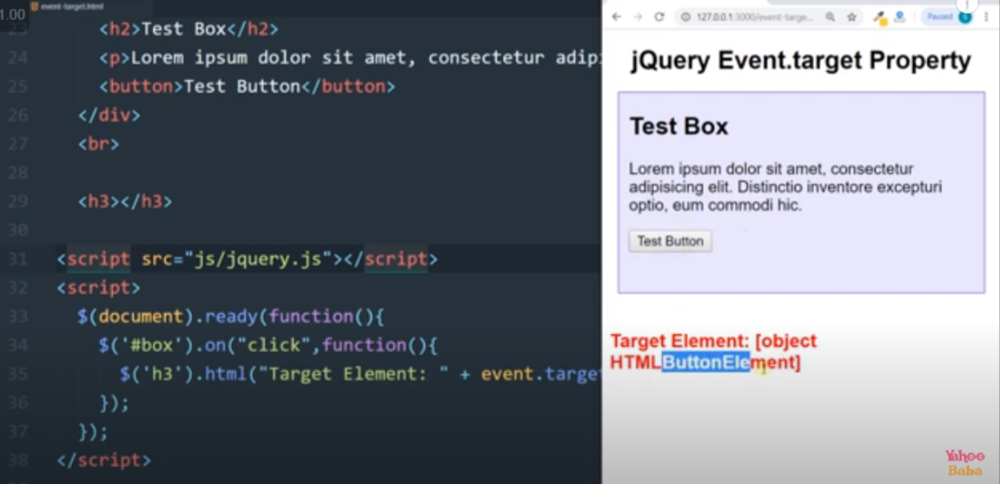 1.00
event-target.html
23 <h2>Test Box</h2>
24 <p>Lorem ipsum dolor sit amet, consectetur adipi
25 <button>Test Button</button>
26 </div>
27 <br>
28
29 <h3></h3>
30
31 <script src="js/jquery.js"></script>
32 <script>
33 $(document).ready(function(){
34 $('#box').on("click",function(){
35 $('h3').html("Target Element: " + event.target
36 });
37 });
38 </script>
127.0.0.1:3000/event-targe...
Paused
jQuery Event.target Property
Test Box
Lorem ipsum dolor sit amet, consectetur
adipisicing elit. Distinctio inventore excepturi
optio, eum commodi hic.
Test Button
Target Element: [object
HTMLButtonElement]
Yahoo
Baba